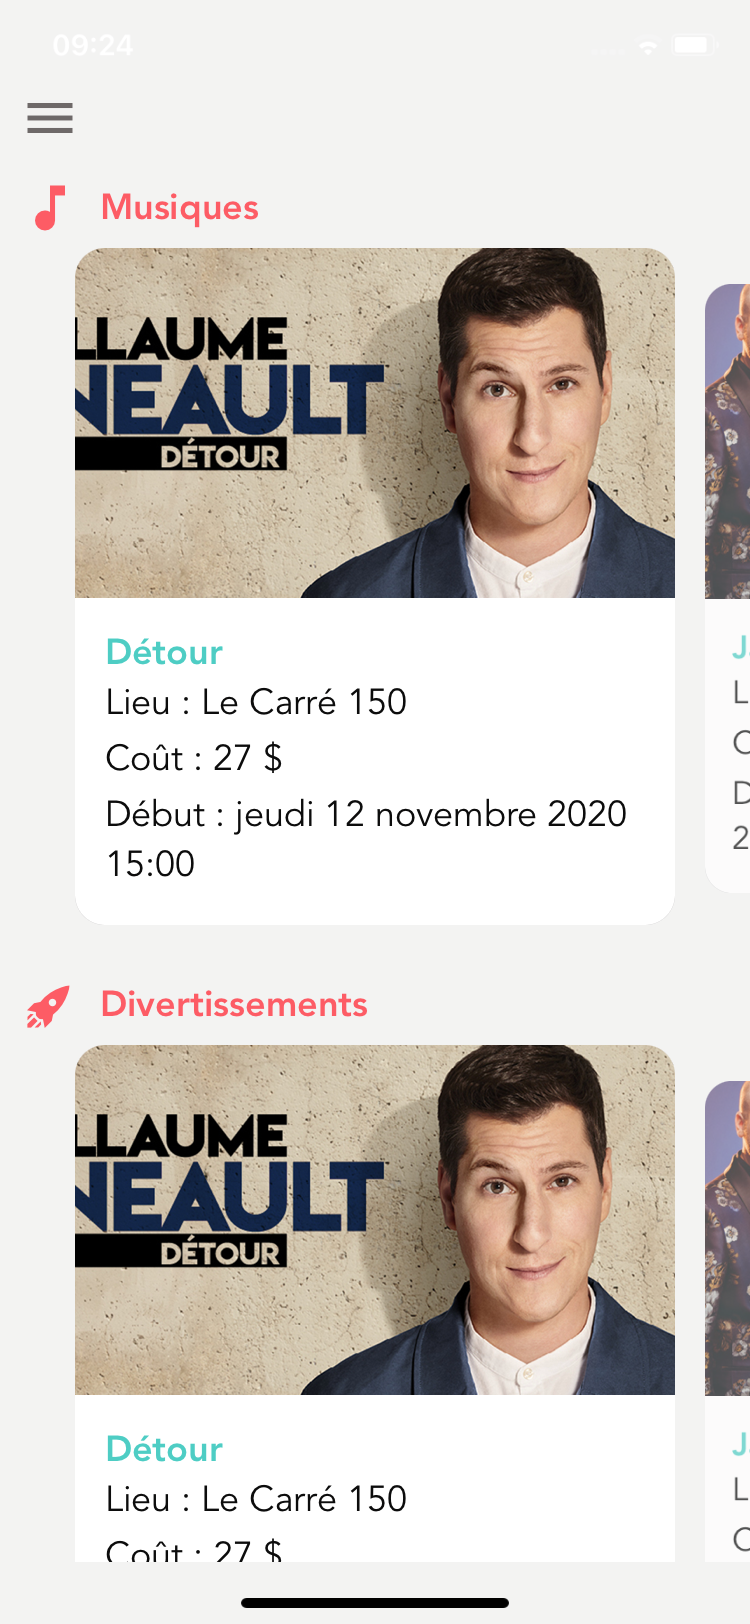 09:24
Musiques
LLAUME
NEAULT
DÉTOUR
Détour
Lieu : Le Carré 150
Coût : 27 $
Début : jeudi 12 novembre 2020
15:00
J
L
C
D
2
Divertissements
LLAUME
NEAULT
DÉTOUR
Détour
Lieu : Le Carré 150
Coût : 27 $
J
L
C